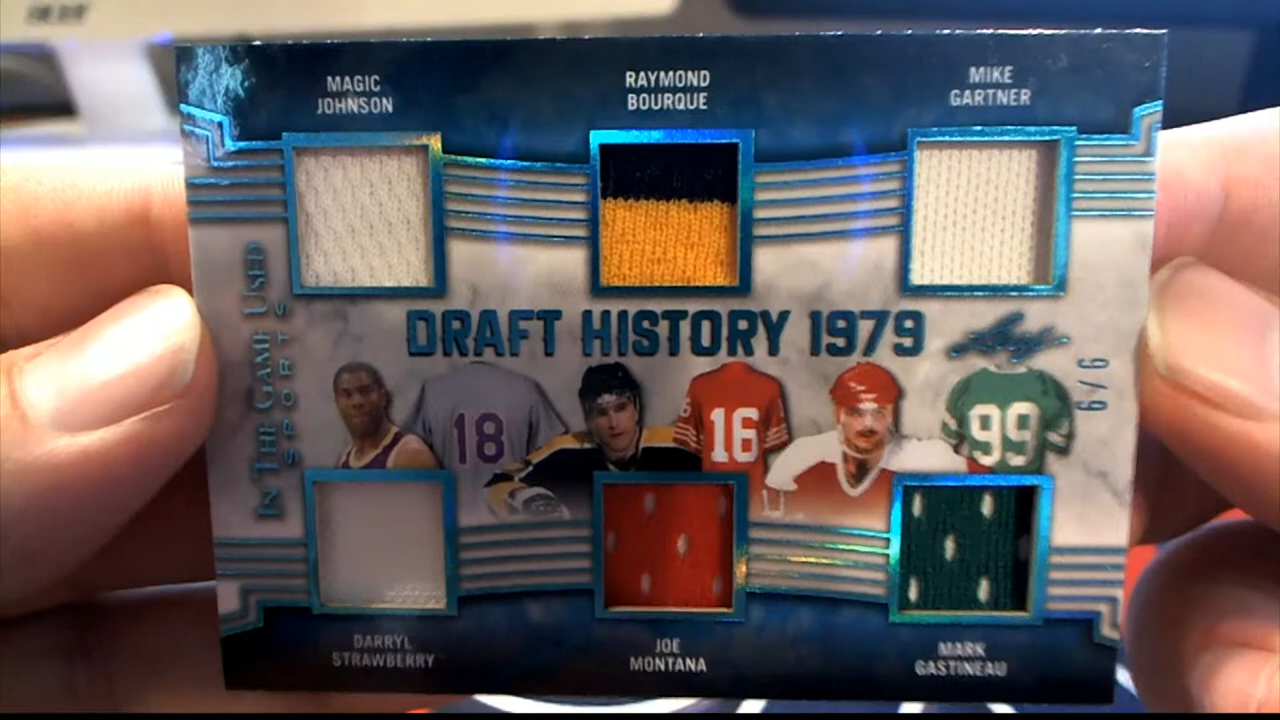 MAGIC
JOHNSON
RAYMOND
BOURQUE
MIKE
GARTNER
IN THE GAME USED
SPORTS
DRAFT HISTORY 1979
Leaf
6/6
18
16
99
DARRYL
STRAWBERRY
JOE
MONTANA
MARK
GASTINEAU